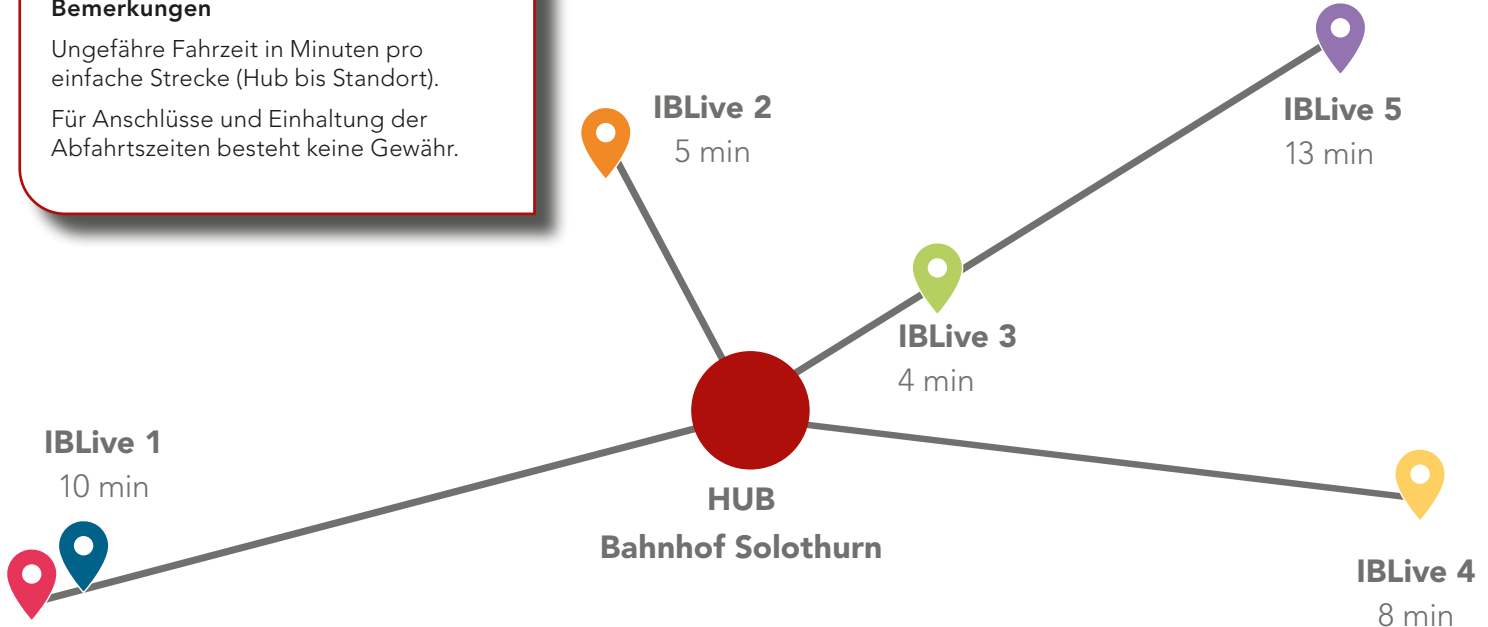 Bemerkungen
Ungefähre Fahrzeit in Minuten pro
einfache Strecke (Hub bis Standort).
Für Anschlüsse und Einhaltung der
Abfahrtszeiten besteht keine Gewähr.
IBLive 2
5 min
IBLive 5
13 min
IBLive 3
4 min
IBLive 1
10 min
HUB
Bahnhof Solothurn
IBLive 4
8 min